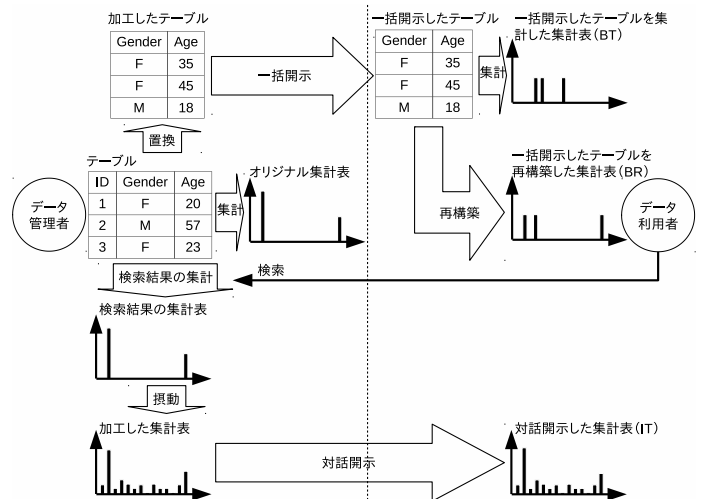 加工したテーブル
Gender Age
F 35
F 45
M 18
一括開示
一括開示したテーブル
Gender Age
F 35
F 45
M 18
集計
一括開示したテーブルを集
計した集計表(BT)
置換
テーブル
ID Gender Age
1 F 20
2 M 57
3 F 23
データ
管理者
集計
オリジナル集計表
再構築
一括開示したテーブルを
再構築した集計表(BR)
データ
利用者
検索
検索結果の集計
検索結果の集計表
摂動
加工した集計表
対話開示
対話開示した集計表(IT)